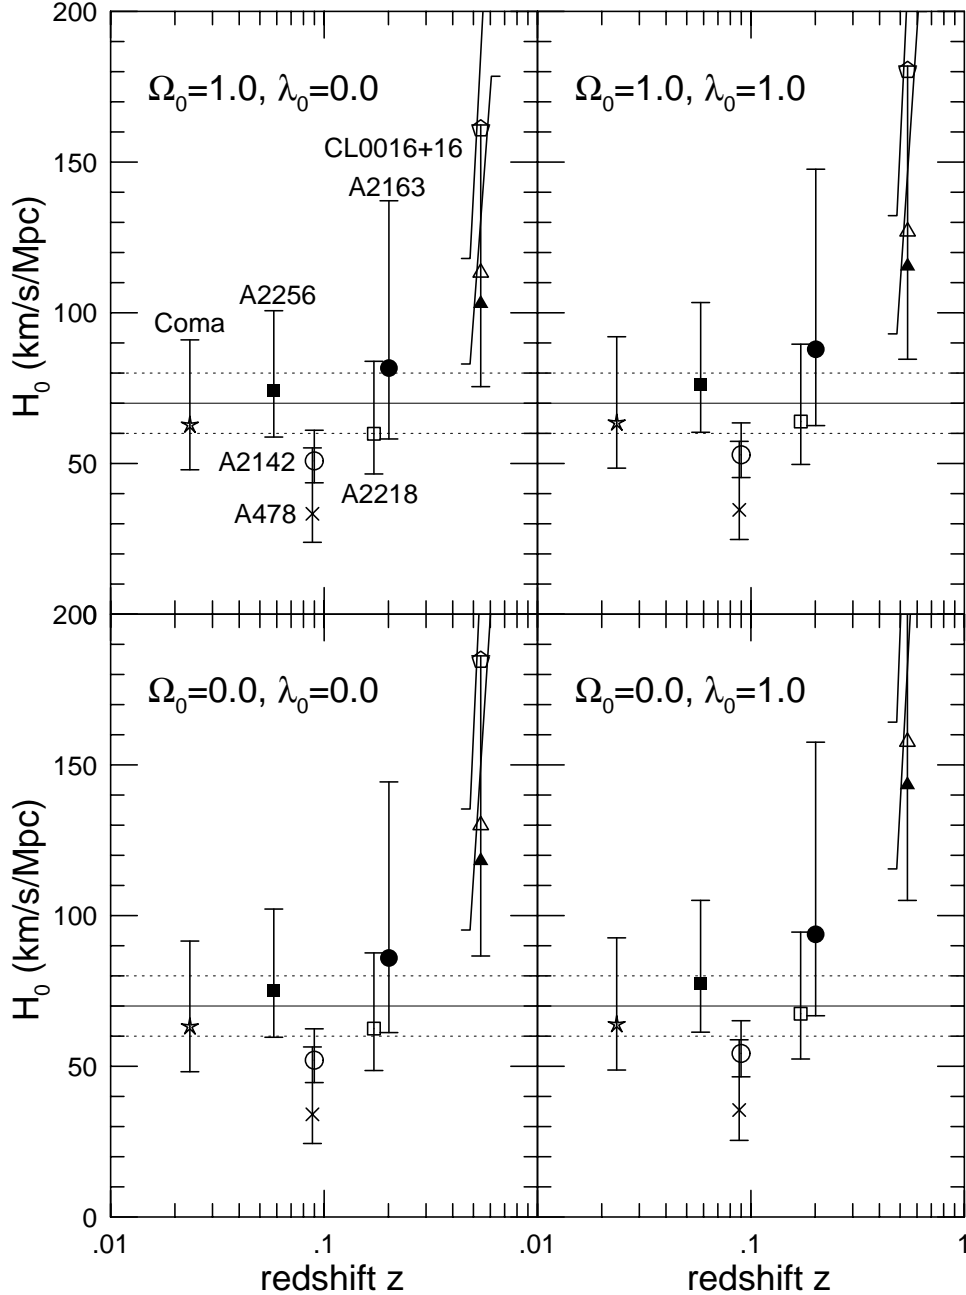 200
Ω₀=1.0, λ₀=0.0
Ω₀=1.0, λ₀=1.0
150
CL0016+16
A2163
H₀ (km/s/Mpc)
100
A2256
Coma
50
A2142
A2218
A478
200
Ω₀=0.0, λ₀=0.0
Ω₀=0.0, λ₀=1.0
150
H₀ (km/s/Mpc)
100
50
0
.01
.1
.01
.1
1
redshift z
redshift z